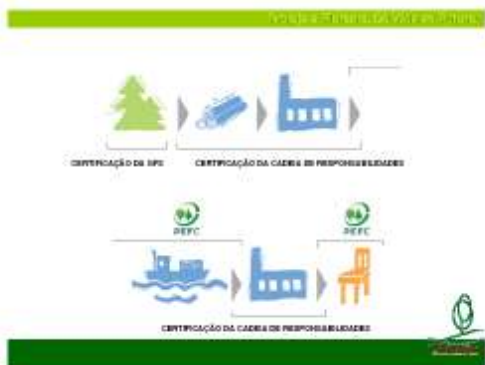 CERTIFICAÇÃO DA GFS
CERTIFICAÇÃO DA CADEIA DE RESPONSABILIDADES
PEFC
PEFC
CERTIFICAÇÃO DA CADEIA DE RESPONSABILIDADES